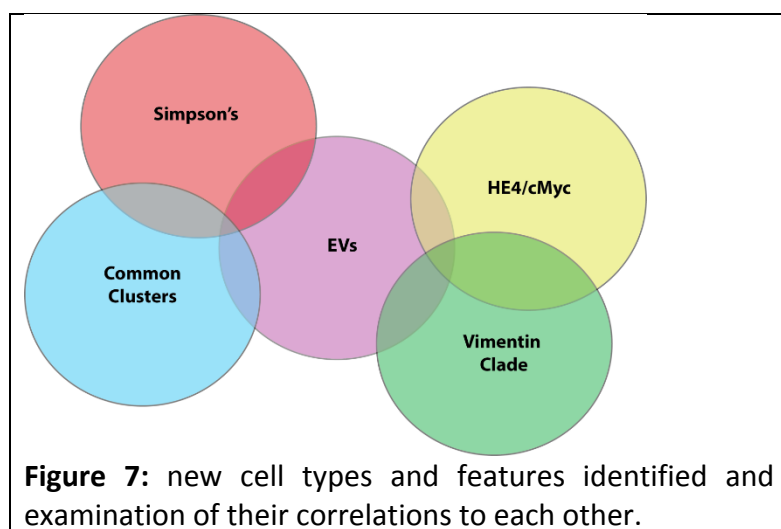 Simpson's
HE4/cMyc
EVs
Common
Clusters
Vimentin
Clade
Figure 7: new cell types and features identified and
examination of their correlations to each other.